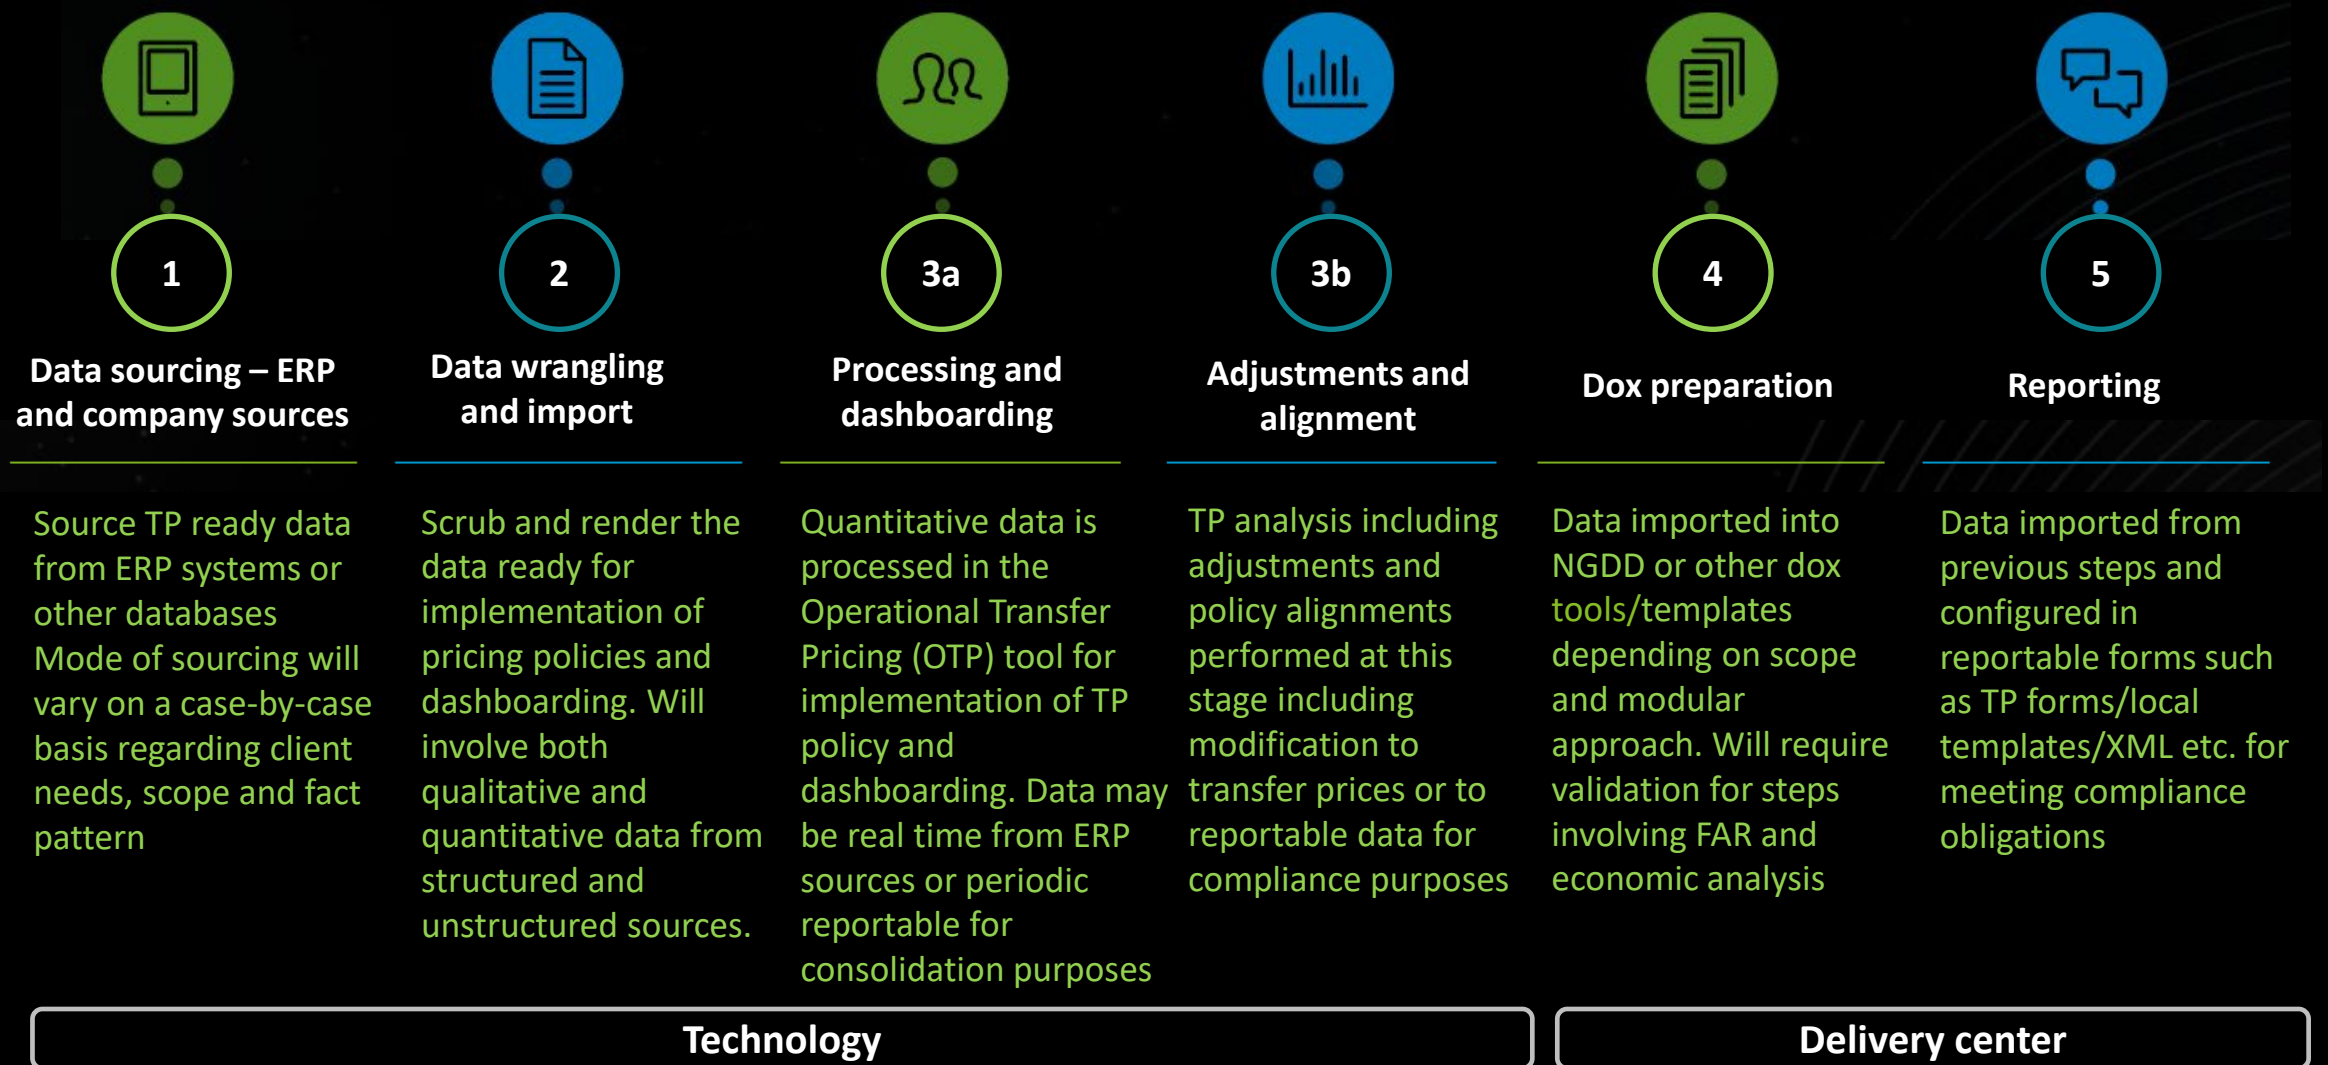 1
Data sourcing – ERP
and company sources
Source TP ready data
from ERP systems or
other databases
Mode of sourcing will
vary on a case-by-case
basis regarding client
needs, scope and fact
pattern
2
Data wrangling
and import
Scrub and render the
data ready for
implementation of
pricing policies and
dashboarding. Will
involve both
qualitative and
quantitative data from
structured and
unstructured sources.
3a
Processing and
dashboarding
Quantitative data is
processed in the
Operational Transfer
Pricing (OTP) tool for
implementation of TP
policy and
dashboarding. Data may
be real time from ERP
sources or periodic
reportable for
consolidation purposes
3b
Adjustments and
alignment
TP analysis including
adjustments and
policy alignments
performed at this
stage including
modification to
transfer prices or to
reportable data for
compliance purposes
4
Dox preparation
Data imported into
NGDD or other dox
tools/templates
depending on scope
and modular
approach. Will require
validation for steps
involving FAR and
economic analysis
5
Reporting
Data imported from
previous steps and
configured in
reportable forms such
as TP forms/local
templates/XML etc. for
meeting compliance
obligations
Technology
Delivery center